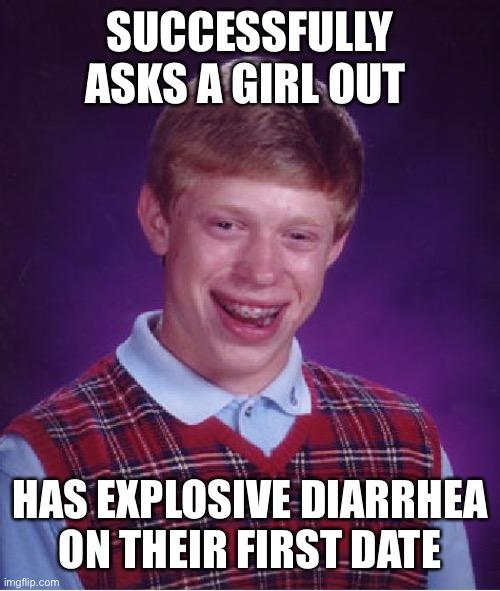 SUCCESSFULLY
ASKS A GIRL OUT
HAS EXPLOSIVE DIARRHEA
ON THEIR FIRST DATE
imgflip.com